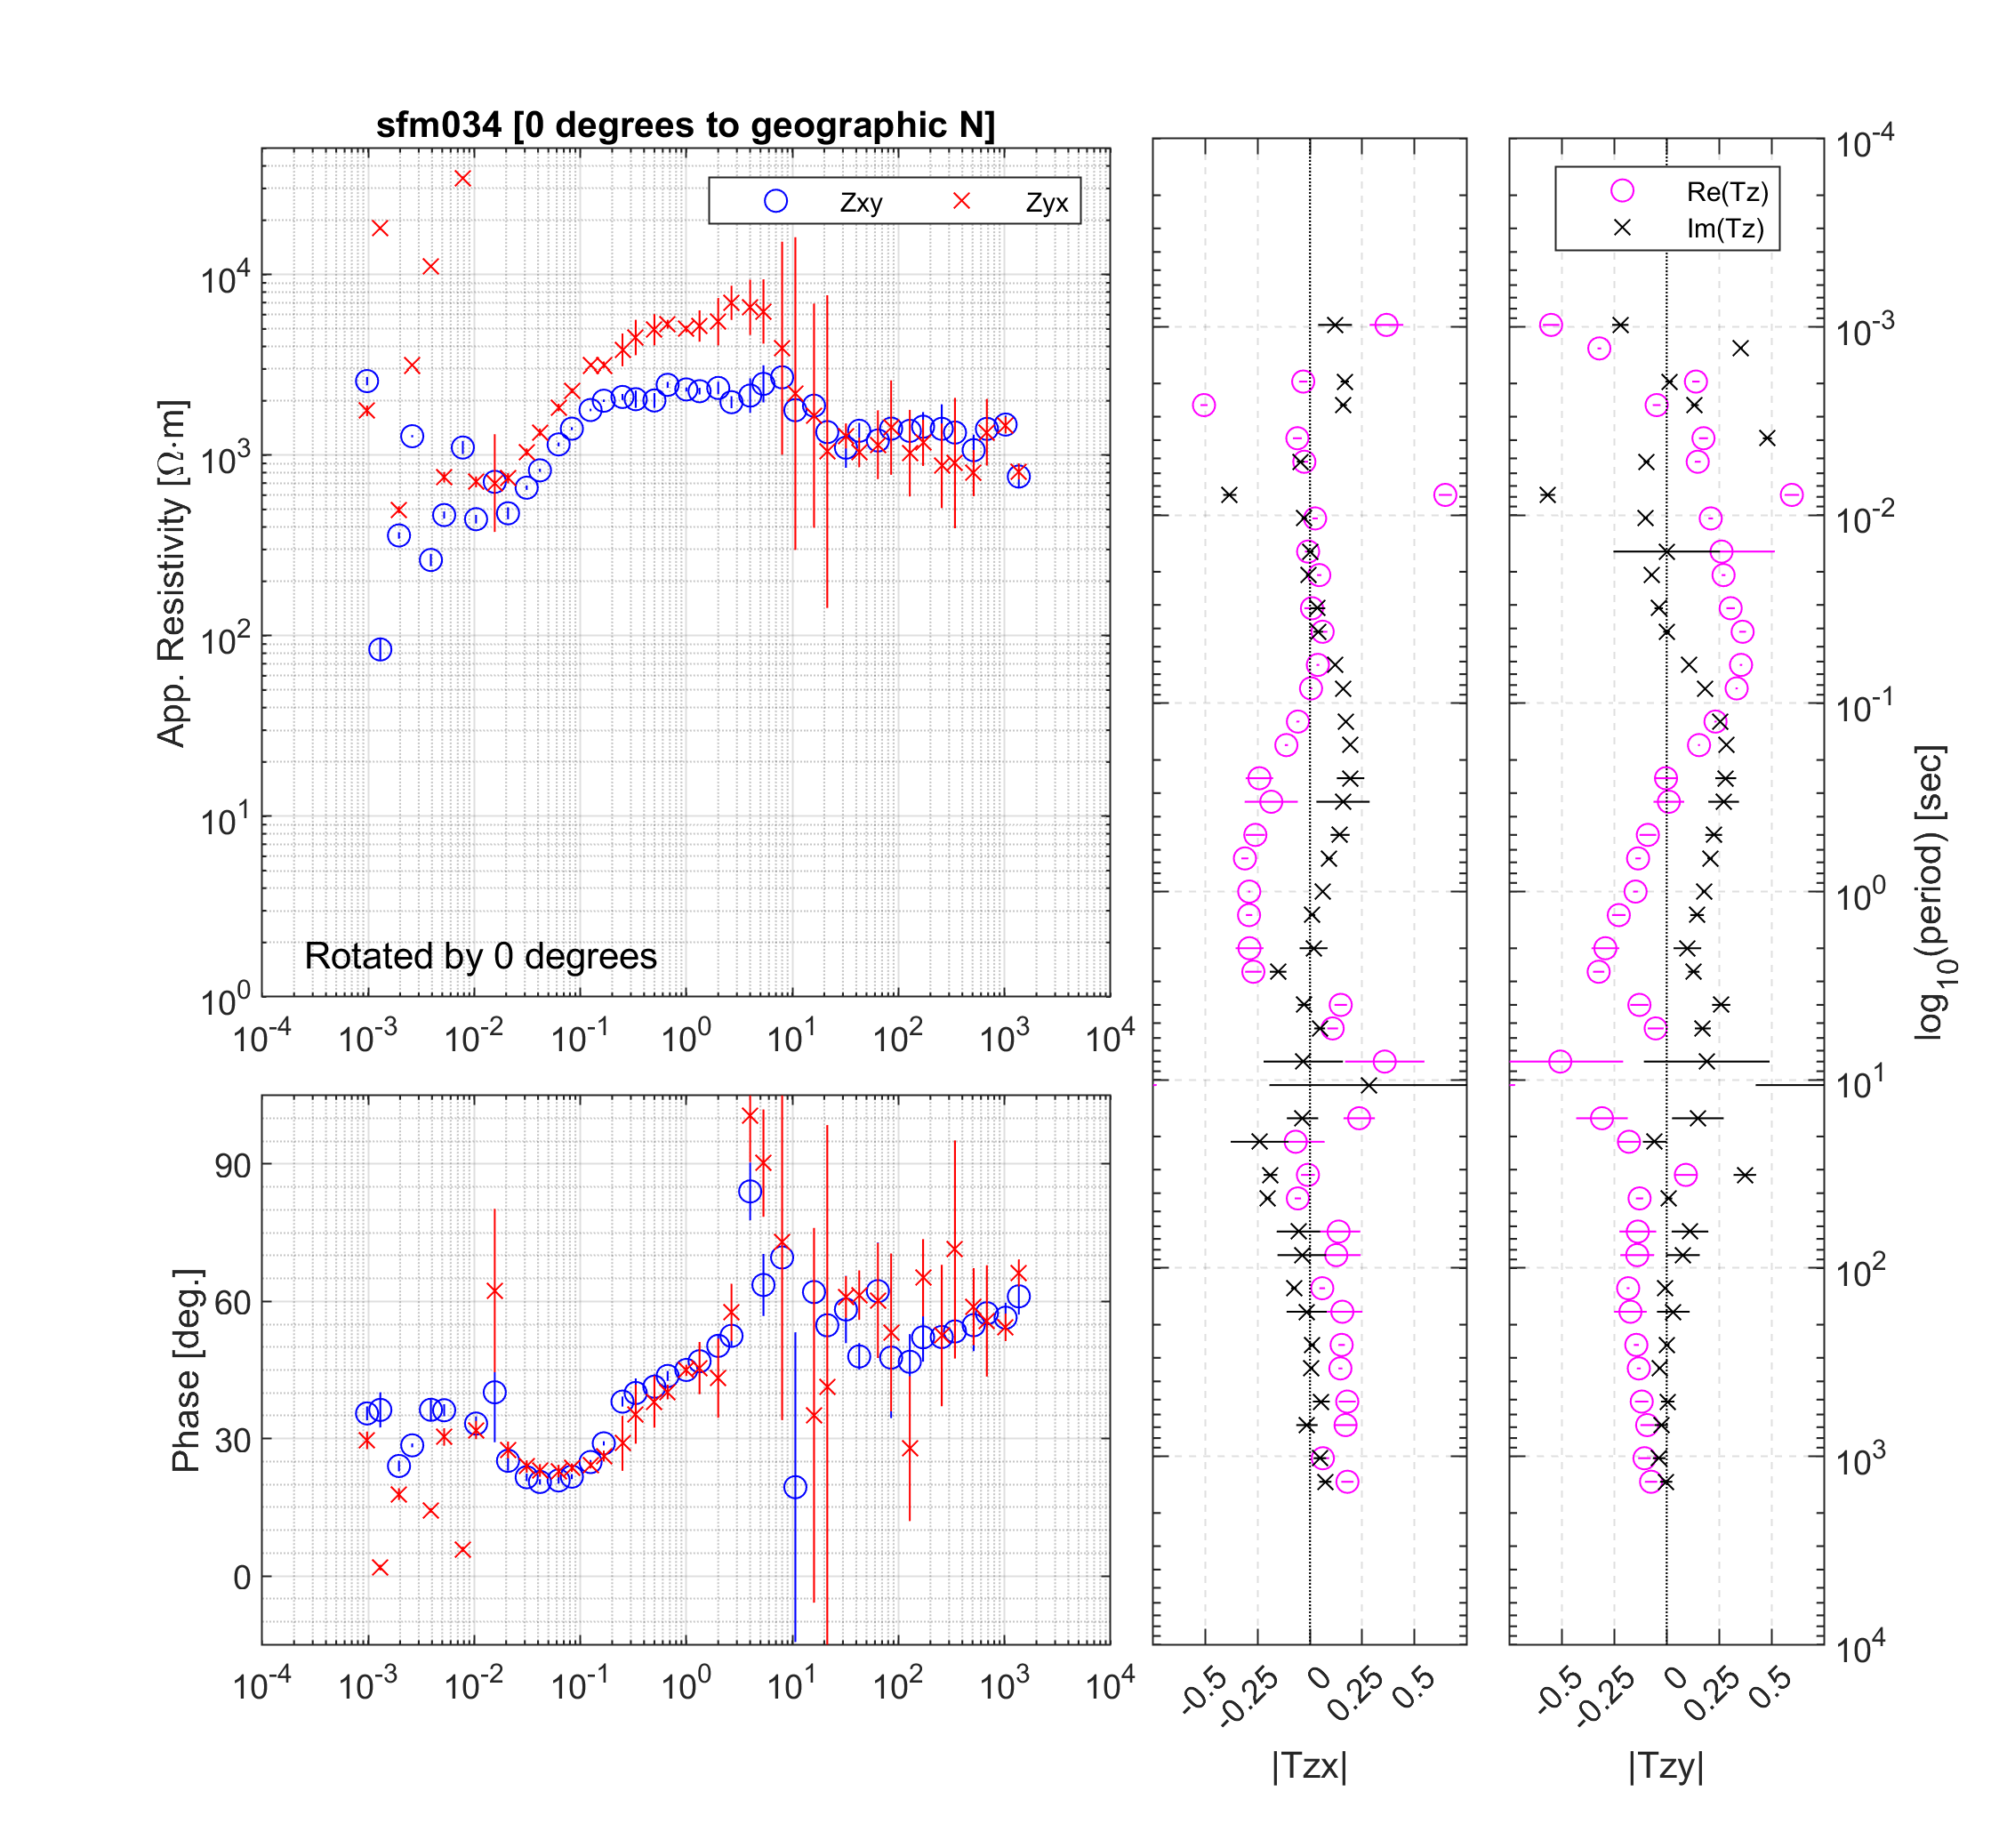 sfm034 [0 degrees to geographic N]
Zxy Zyx
App. Resistivity [Ω·m]
10^4
10^3
10^2
10^1
10^0
Rotated by 0 degrees
10^-4 10^-3 10^-2 10^-1 10^0 10^1 10^2 10^3 10^4
Phase [deg.]
90
60
30
0
10^-4 10^-3 10^-2 10^-1 10^0 10^1 10^2 10^3 10^4
-0.5 -0.25 0 0.25 0.5
|Tzx|
Re(Tz)
Im(Tz)
10^-4
10^-3
10^-2
10^-1
10^0
10^1
10^2
10^3
10^4
log_10(period) [sec]
-0.5 -0.25 0 0.25 0.5
|Tzy|